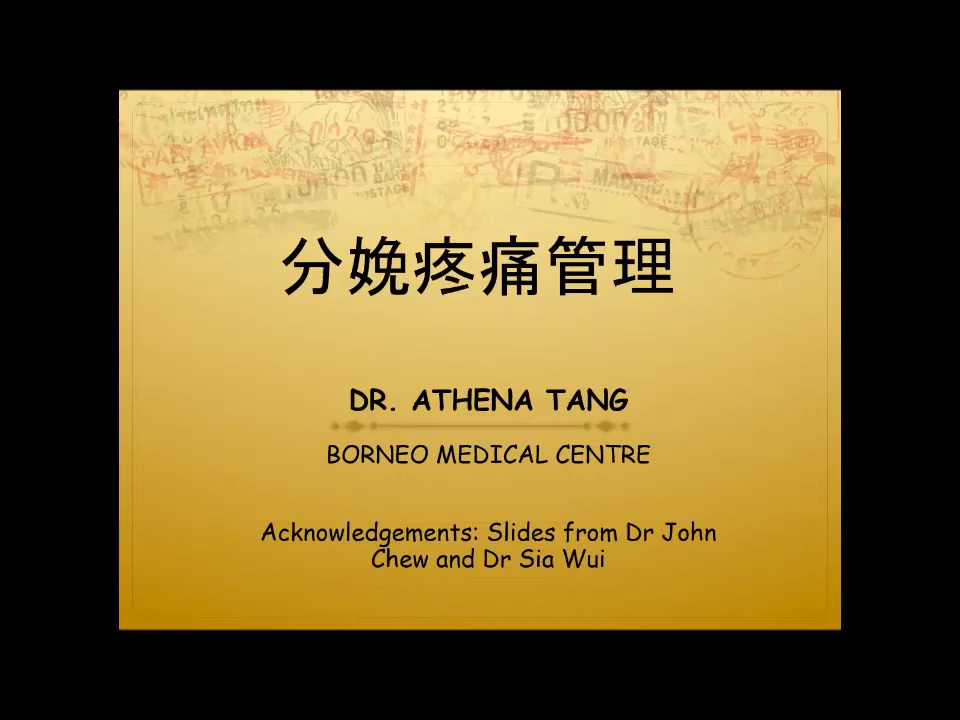 分娩疼痛管理
DR. ATHENA TANG
BORNEO MEDICAL CENTRE
Acknowledgements: Slides from Dr John
Chew and Dr Sia Wui